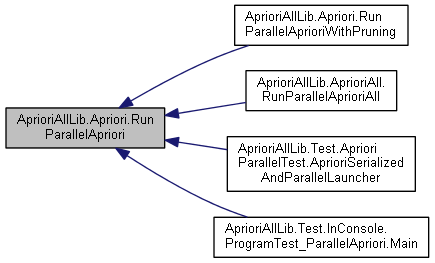 AprioriAllLib.Apriori.Run
ParallelAprioriWithPruning
AprioriAllLib.AprioriAll.
RunParallelAprioriAll
AprioriAllLib.Apriori.Run
ParallelApriori
AprioriAllLib.Test.Apriori
ParallelTest.AprioriSerialized
AndParallelLauncher
AprioriAllLib.Test.InConsole.
ProgramTest_ParallelApriori.Main